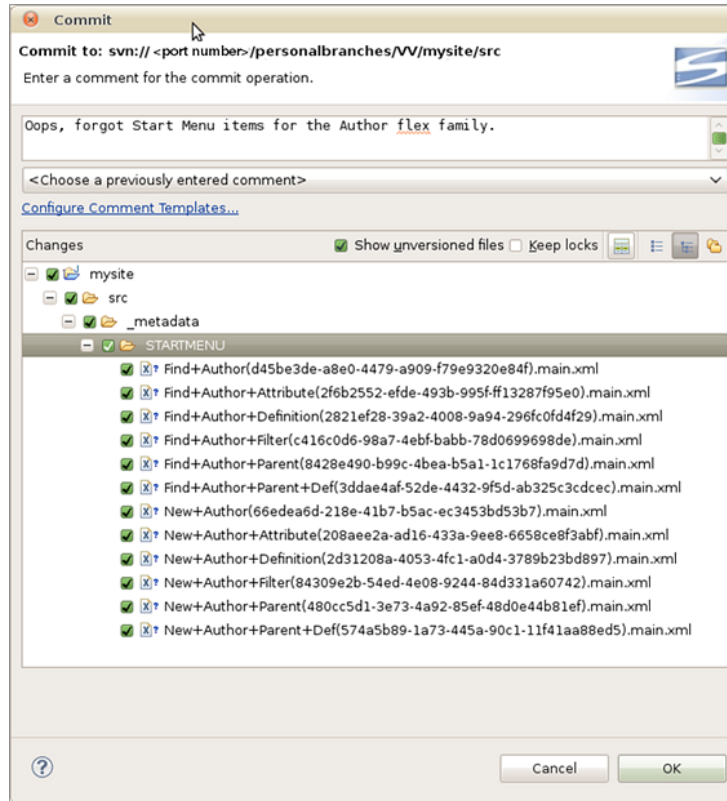 Commit
Commit to: svn:// <port number>/personalbranches/VV/mysite/src
Enter a comment for the commit operation.
Oops, forgot Start Menu items for the Author flex family.
<Choose a previously entered comment>
Configure Comment Templates...
Changes Show unversioned files Keep locks
mysite
src
_metadata
STARTMENU
Find+Author(d45be3de-a8e0-4479-a909-f79e9320e84f).main.xml
Find+Author+Attribute(2f6b2552-efde-493b-995f-ff13287f95e0).main.xml
Find+Author+Definition(2821ef28-39a2-4008-9a94-296fc0fd4f29).main.xml
Find+Author+Filter(c416c0d6-98a7-4ebf-babb-78d0699698de).main.xml
Find+Author+Parent(8428e490-b99c-4bea-b5a1-1c1768fa9d7d).main.xml
Find+Author+Parent+Def(3ddae4af-52de-4432-9f5d-ab325c3cdcec).main.xml
New+Author(66edea6d-218e-41b7-b5ac-ec3453bd53b7).main.xml
New+Author+Attribute(208aee2a-ad16-433a-9ee8-6658ce8f3abf).main.xml
New+Author+Definition(2d31208a-4053-4fc1-a0d4-3789b23bd897).main.xml
New+Author+Filter(84309e2b-54ed-4e08-9244-84d331a60742).main.xml
New+Author+Parent(480cc5d1-3e73-4a92-85ef-48d0e44b81ef).main.xml
New+Author+Parent+Def(574a5b89-1a73-445a-90c1-11f41aa88ed5).main.xml
Cancel OK